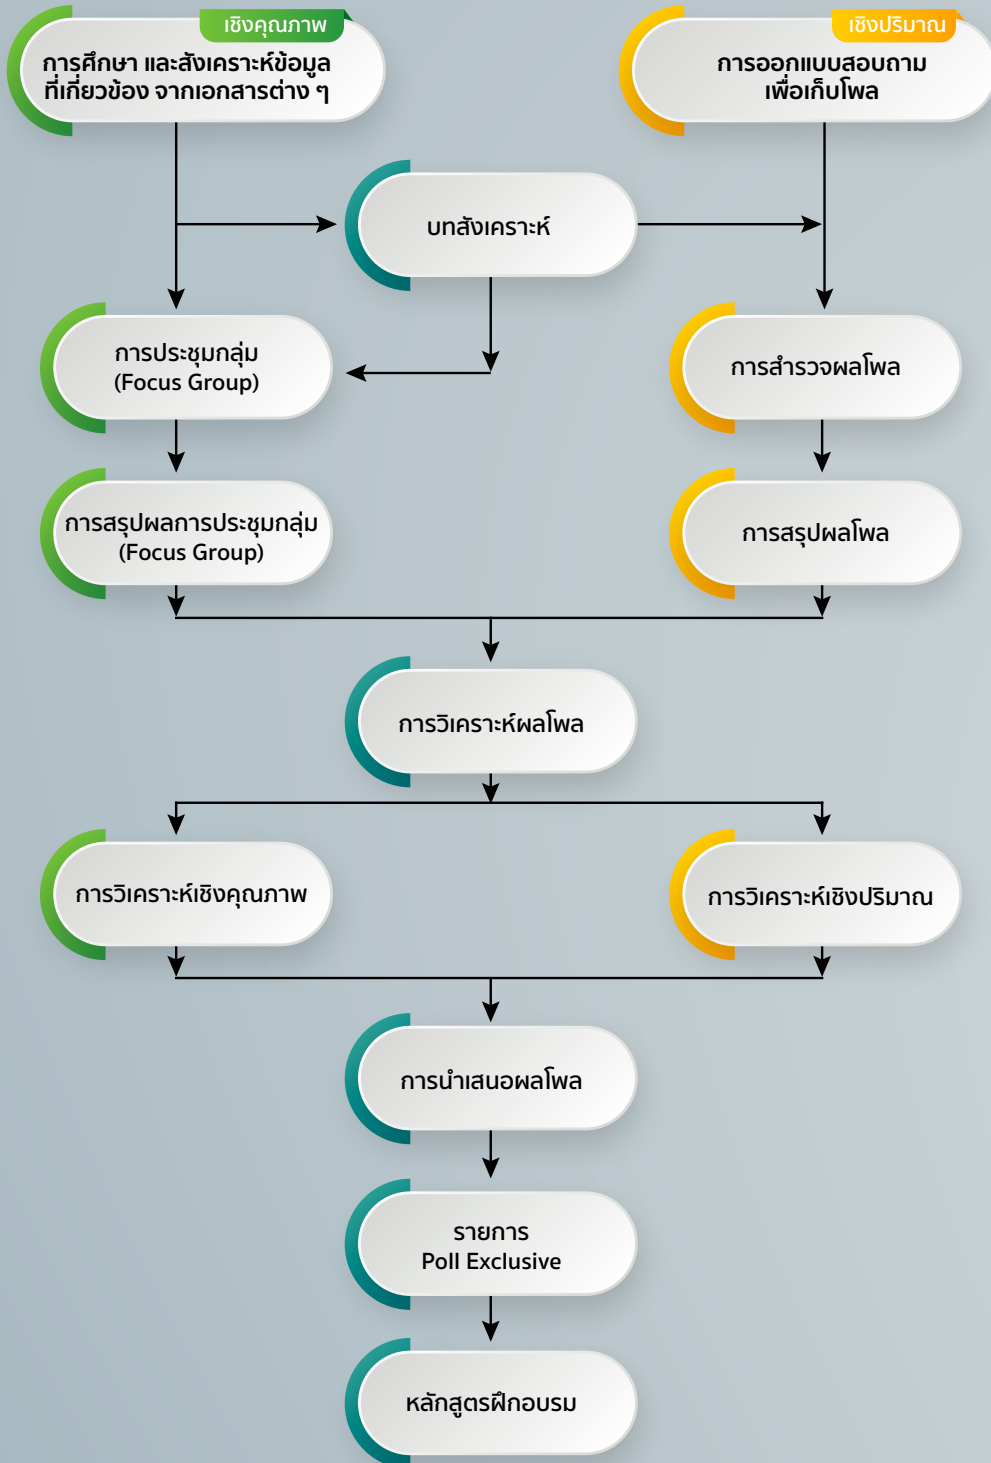 เชิงคุณภาพ
การศึกษา และสังเคราะห์ข้อมูล
ที่เกี่ยวข้อง จากเอกสารต่าง ๆ
เชิงปริมาณ
การออกแบบสอบถาม
เพื่อเก็บโพล
บทสังเคราะห์
การประชุมกลุ่ม
(Focus Group)
การสำรวจผลโพล
การสรุปผลการประชุมกลุ่ม
(Focus Group)
การสรุปผลโพล
การวิเคราะห์ผลโพล
การวิเคราะห์เชิงคุณภาพ
การวิเคราะห์เชิงปริมาณ
การนำเสนอผลโพล
รายการ
Poll Exclusive
หลักสูตรฝึกอบรม